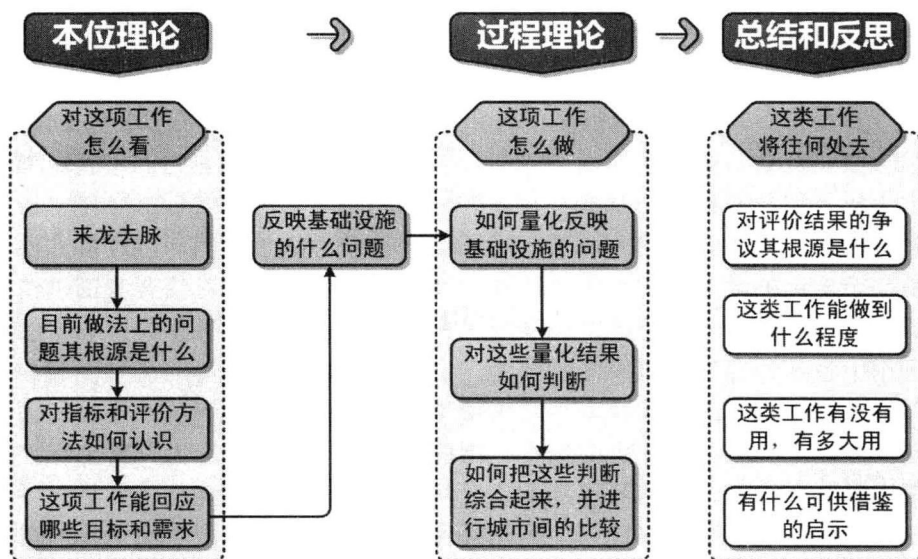 本位理论
过程理论
总结和反思
对这项工作
怎么看
这项工作
怎么做
这类工作
将往何处去
来龙去脉
目前做法上的问
题其根源是什么
对指标和评价方
法如何认识
这项工作能回应
哪些目标和需求
反映基础设施
的什么问题
如何量化反映
基础设施的问题
对这些量化结果
如何判断
如何把这些判断
综合起来，并进
行城市间的比较
对评价结果的争
议其根源是什么
这类工作能做到
什么程度
这类工作有没有
用，有多大用
有什么可供借鉴
的启示